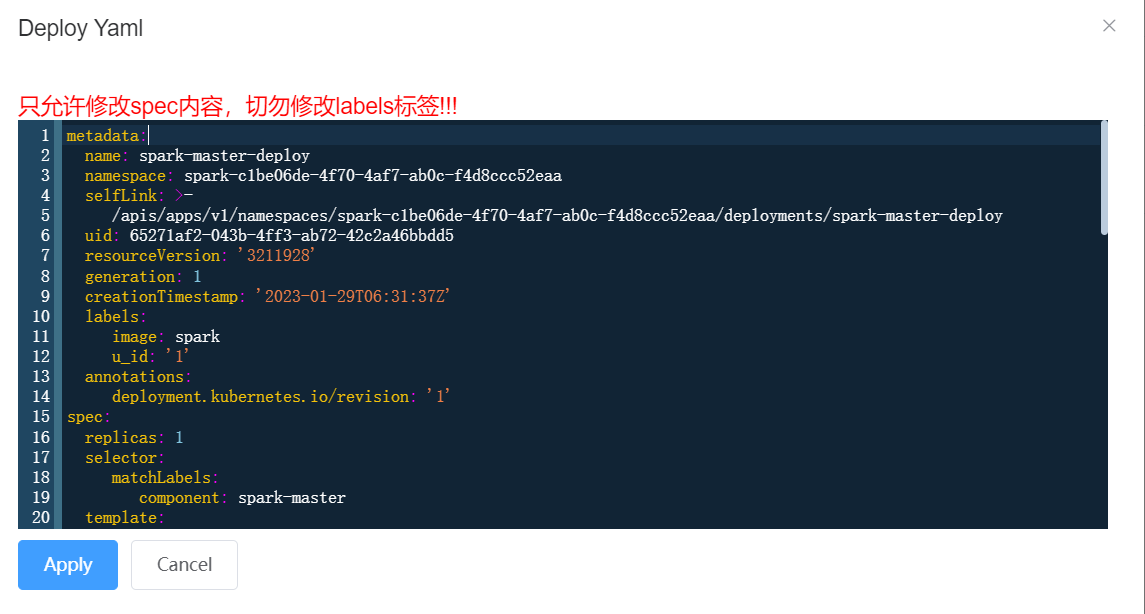 Deploy Yaml
只允许修改spec内容，切勿修改labels标签!!!
1 metadata:
2 name: spark-master-deploy
3 namespace: spark-c1be06de-4f70-4af7-ab0c-f4d8ccc52eaa
4 selfLink: >-
5 /apis/apps/v1/namespaces/spark-c1be06de-4f70-4af7-ab0c-f4d8ccc52eaa/deployments/spark-master-deploy
6 uid: 65271af2-043b-4ff3-ab72-42c2a46bbdd5
7 resourceVersion: '3211928'
8 generation: 1
9 creationTimestamp: '2023-01-29T06:31:37Z'
10 labels:
11 image: spark
12 u_id: '1'
13 annotations:
14 deployment.kubernetes.io/revision: '1'
15 spec:
16 replicas: 1
17 selector:
18 matchLabels:
19 component: spark-master
20 template:
Apply Cancel